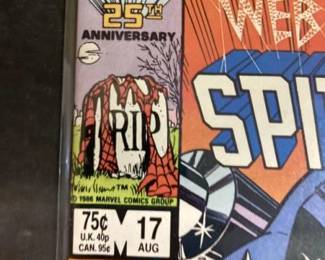 25TH
ANNIVERSARY
WEB
SPI
RIP
TM
© 1986 MARVEL COMICS GROUP
75¢
U.K. 40p
CAN. 95¢
17
AUG